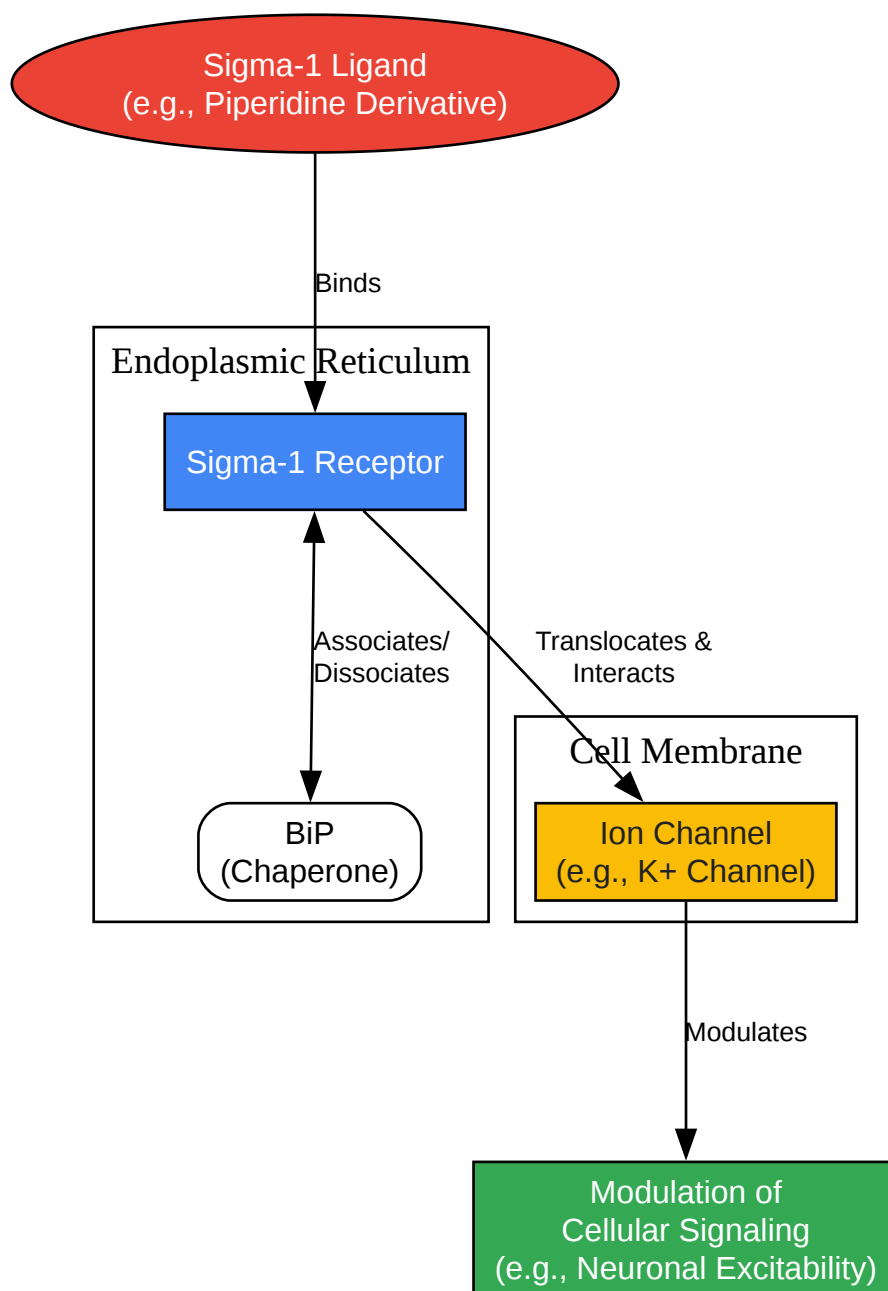 Sigma-1 Ligand
(e.g., Piperidine Derivative)
Binds
Endoplasmic Reticulum
Sigma-1 Receptor
Associates/
Dissociates
Translocates &
Interacts
Cell Membrane
BiP
(Chaperone)
Ion Channel
(e.g., K+ Channel)
Modulates
Modulation of
Cellular Signaling
(e.g., Neuronal Excitability)